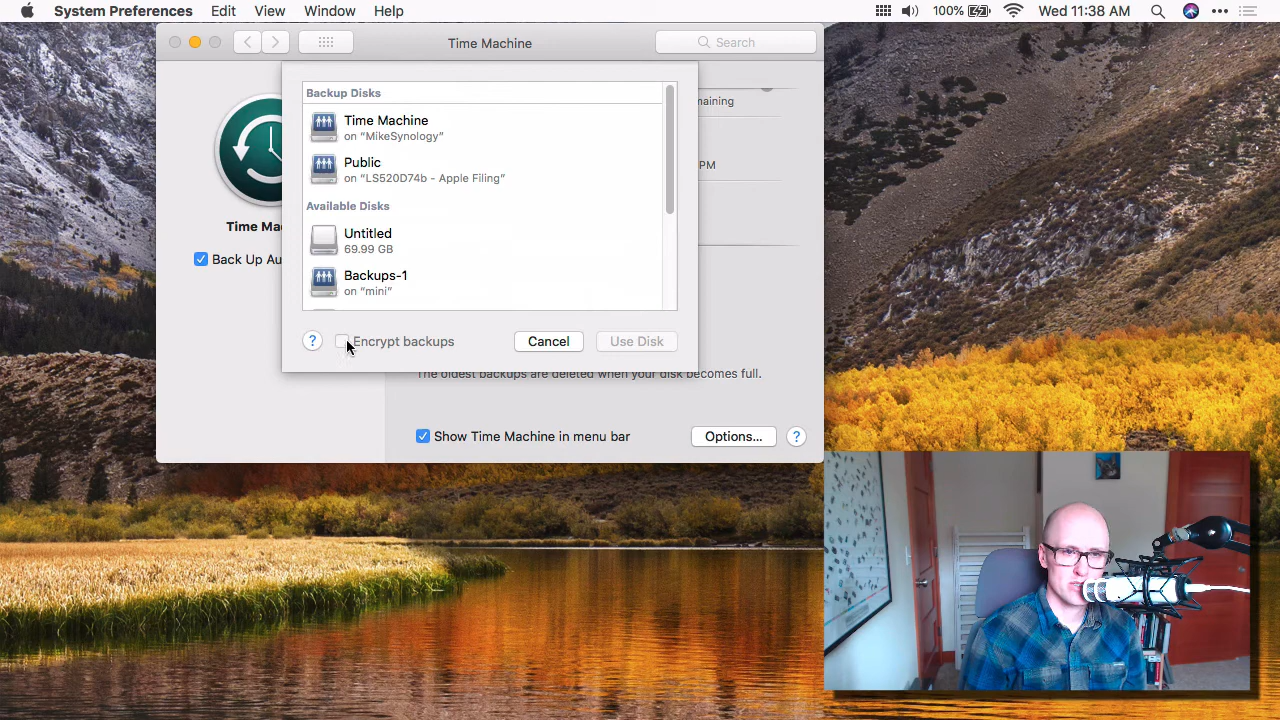 System Preferences Edit View Window Help 100% Wed 11:38 AM
Time Machine
Search
Backup Disks
Time Machine
on “MikeSynology”
Public
on “LS520D74b - Apple Filing”
Available Disks
Untitled
69.99 GB
Backups-1
on “mini”
? Encrypt backups Cancel Use Disk
Time Ma
Back Up Au
maining
PM
The oldest backups are deleted when your disk becomes full.
Show Time Machine in menu bar Options... ?